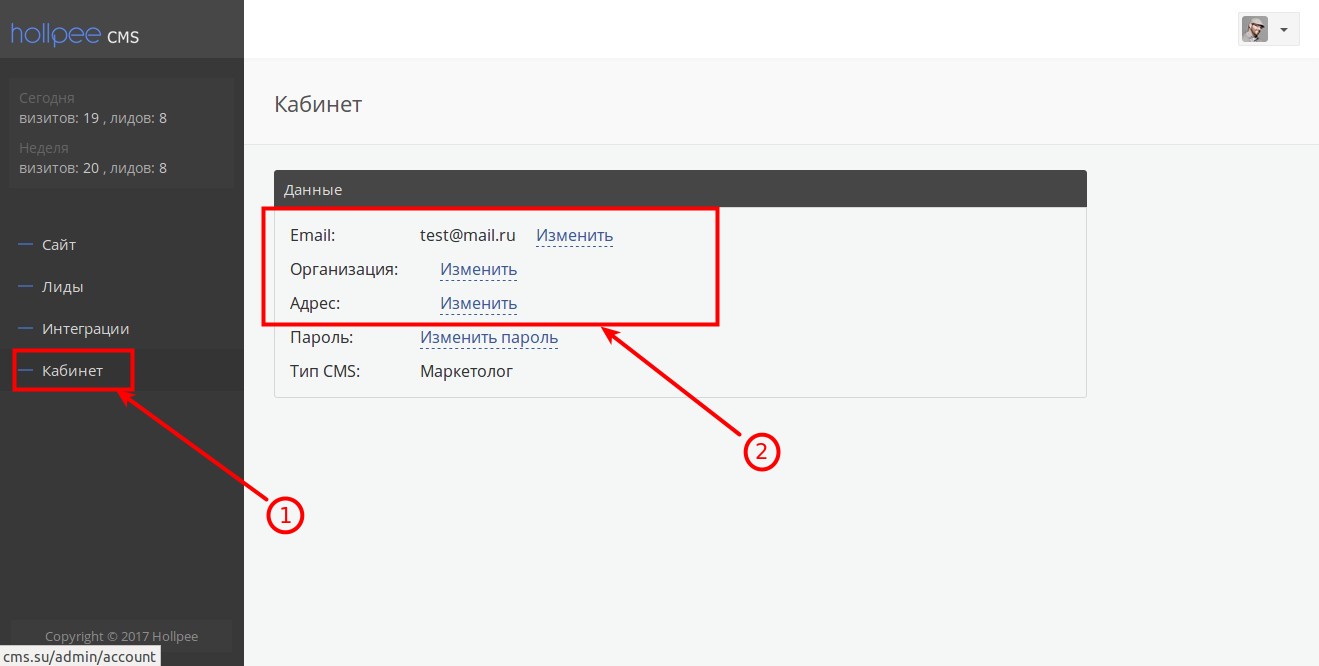 hollpee CMS
Сегодня
визитов: 19 , лидов: 8
Неделя
визитов: 20 , лидов: 8
Сайт
Лиды
Интеграции
Кабинет
1
Copyright © 2017 Hollpee
cms.su/admin/account
Кабинет
Данные
Email: test@mail.ru Изменить
Организация: Изменить
Адрес: Изменить
Пароль: Изменить пароль
Тип CMS: Маркетолог
2